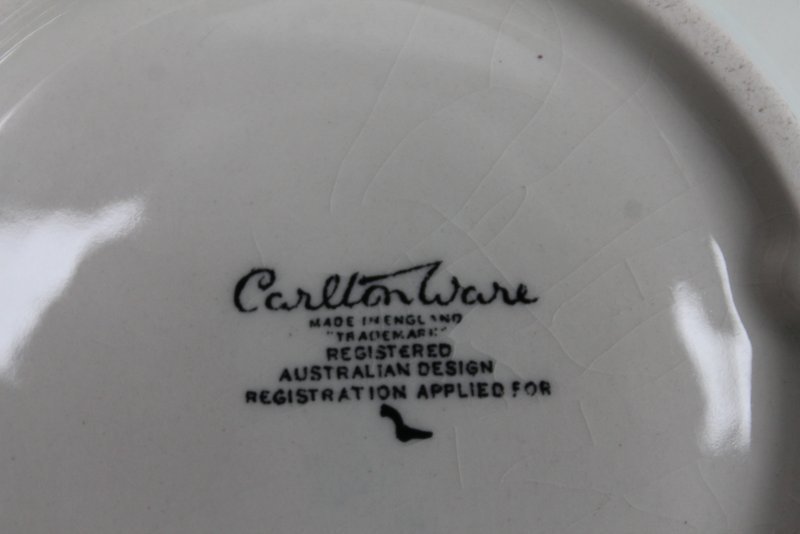 Carlton Ware
MADE IN ENGLAND
"TRADEMARK"
REGISTERED
AUSTRALIAN DESIGN
REGISTRATION APPLIED FOR